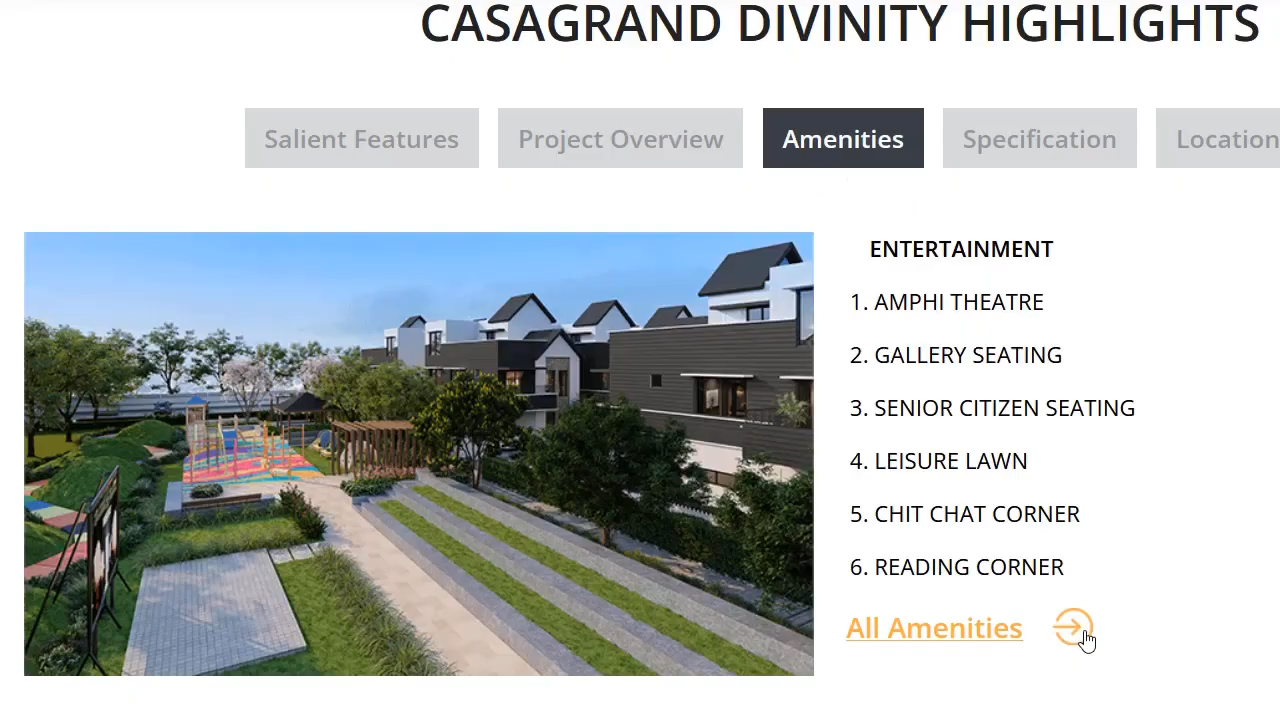 CASAGRAND DIVINITY HIGHLIGHTS
Salient Features
Project Overview
Amenities
Specification
Location
ENTERTAINMENT
1. AMPHI THEATRE
2. GALLERY SEATING
3. SENIOR CITIZEN SEATING
4. LEISURE LAWN
5. CHIT CHAT CORNER
6. READING CORNER
All Amenities